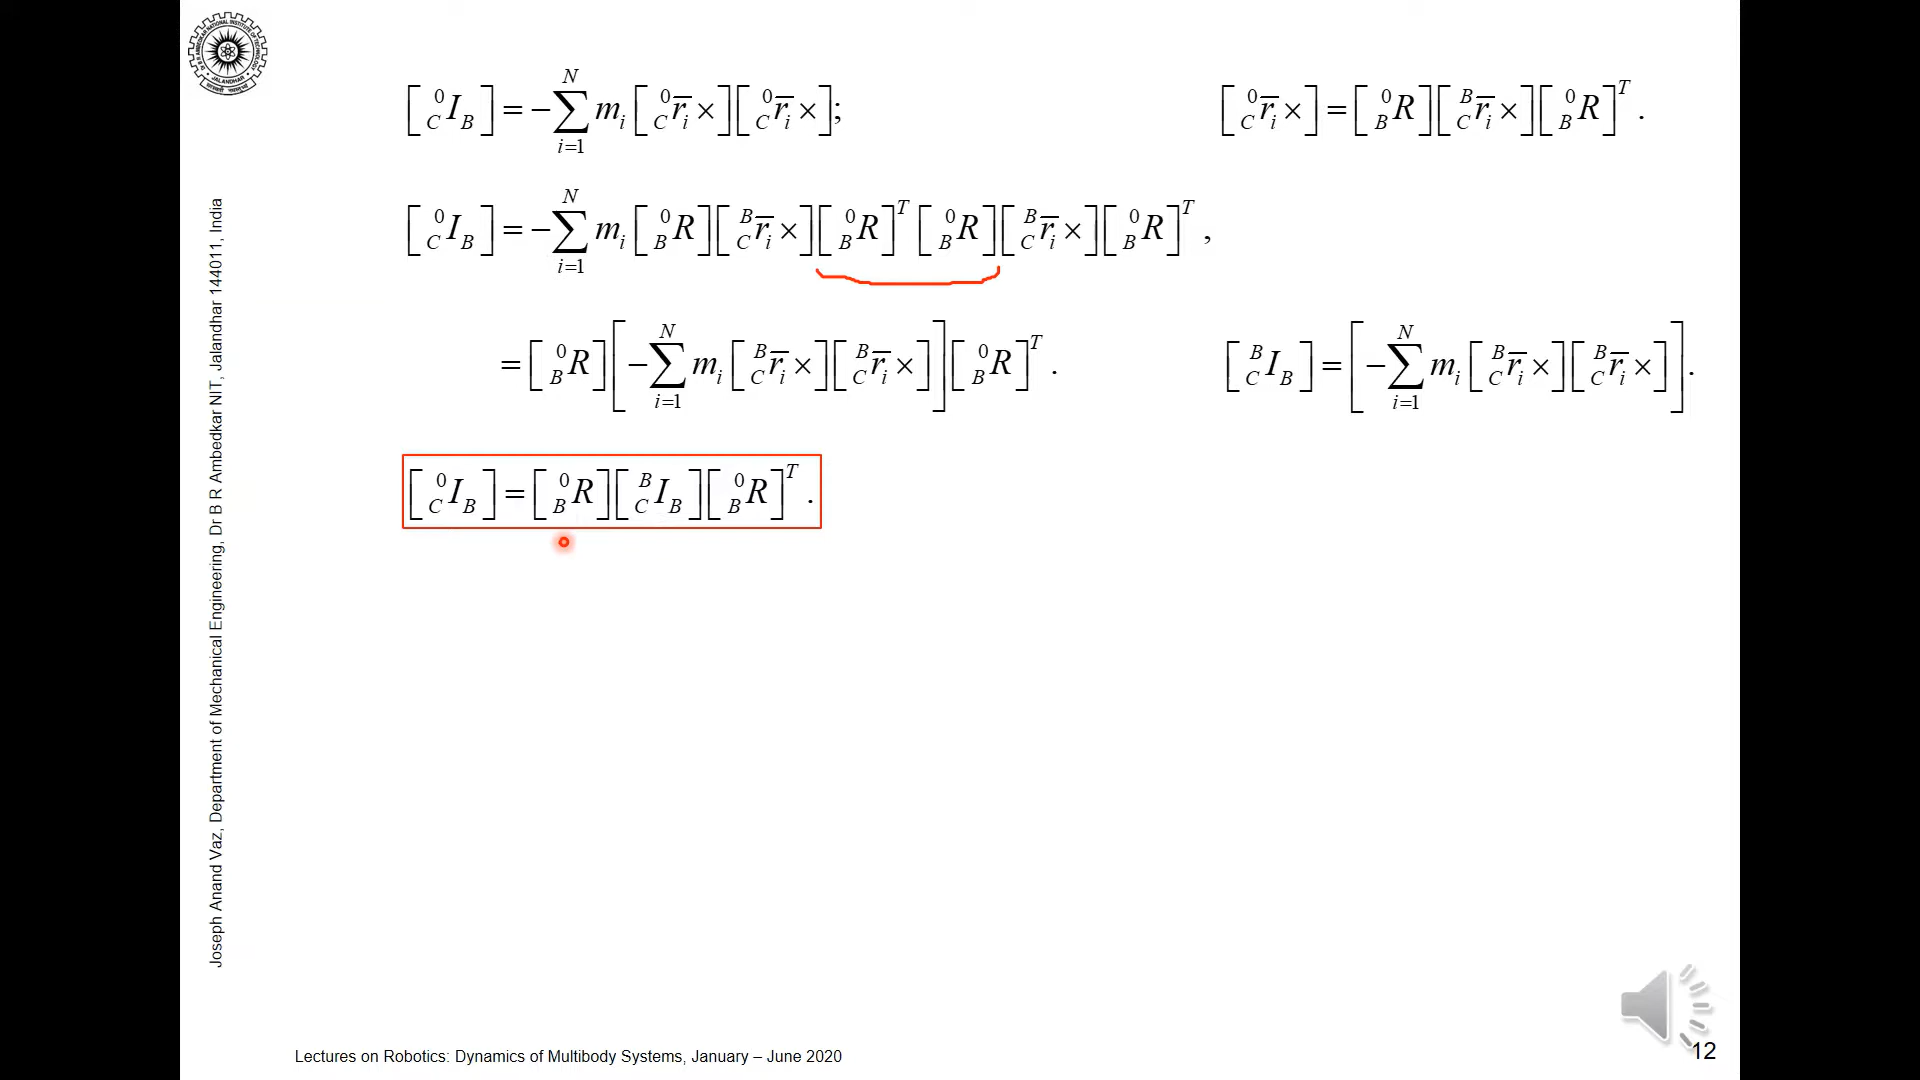 [ ^0_C I_B ] = −∑_{i=1}^{N} m_i [ ^0_C r̄_i × ][ ^0_C r̄_i × ];
[ ^0_C r̄_i × ] = [ ^0_B R ][ ^B_C r̄_i × ][ ^0_B R ]^T .
[ ^0_C I_B ] = −∑_{i=1}^{N} m_i [ ^0_B R ][ ^B_C r̄_i × ][ ^0_B R ]^T [ ^0_B R ][ ^B_C r̄_i × ][ ^0_B R ]^T ,
= [ ^0_B R ][ −∑_{i=1}^{N} m_i [ ^B_C r̄_i × ][ ^B_C r̄_i × ] ][ ^0_B R ]^T .
[ ^B_C I_B ] = [ −∑_{i=1}^{N} m_i [ ^B_C r̄_i × ][ ^B_C r̄_i × ] ].
[ ^0_C I_B ] = [ ^0_B R ][ ^B_C I_B ][ ^0_B R ]^T .
Joseph Anand Vaz, Department of Mechanical Engineering, Dr B R Ambedkar NIT, Jalandhar 144011, India
Lectures on Robotics: Dynamics of Multibody Systems, January – June 2020
12